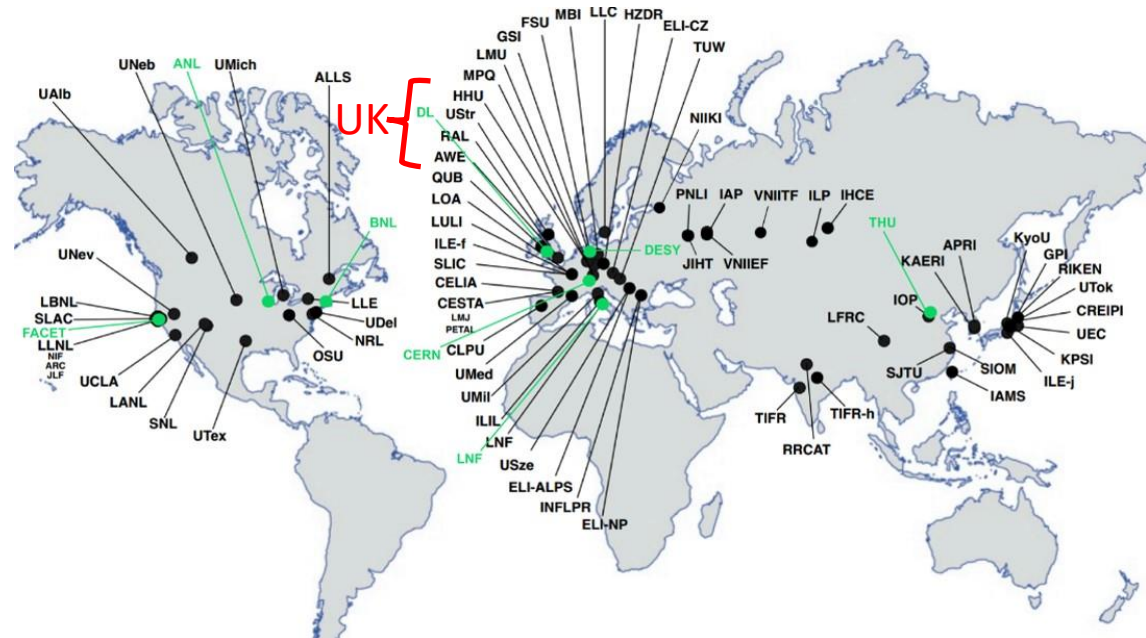 UAlb
UNeb
ANL
UMich
ALLS
BNL
UNev
LBNL
SLAC
FACET
LLNL
NIF
ARC
JLF
UCLA
LANL
SNL
UTex
OSU
NRL
UDel
LLE
UK
FSU
MBI
LLC
HZDR
ELI-CZ
TUW
NIIKI
GSI
LMU
MPQ
HHU
DL
UStr
RAL
AWE
QUB
LOA
LULI
ILE-f
SLIC
CELIA
CESTA
LMJ
PETAL
CERN
CLPU
UMed
UMil
ILIL
LNF
LNF
USze
ELI-ALPS
INFLPR
ELI-NP
DESY
PNLI
IAP
VNIITF
ILP
IHCE
JIHT
VNIIEF
THU
IOP
LFRC
KAERI
APRI
KyoU
GPI
RIKEN
UTok
CREIPI
UEC
KPSI
ILE-j
SJTU
SIOM
IAMS
TIFR
TIFR-h
RRCAT